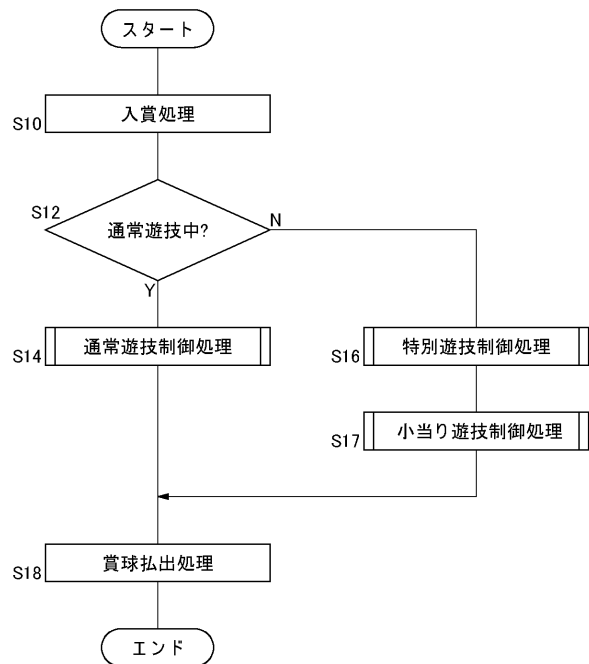 スタート
S10
入賞処理
S12
通常遊技中?
N
Y
S14
通常遊技制御処理
S16
特別遊技制御処理
S17
小当り遊技制御処理
S18
賞球払出処理
エンド